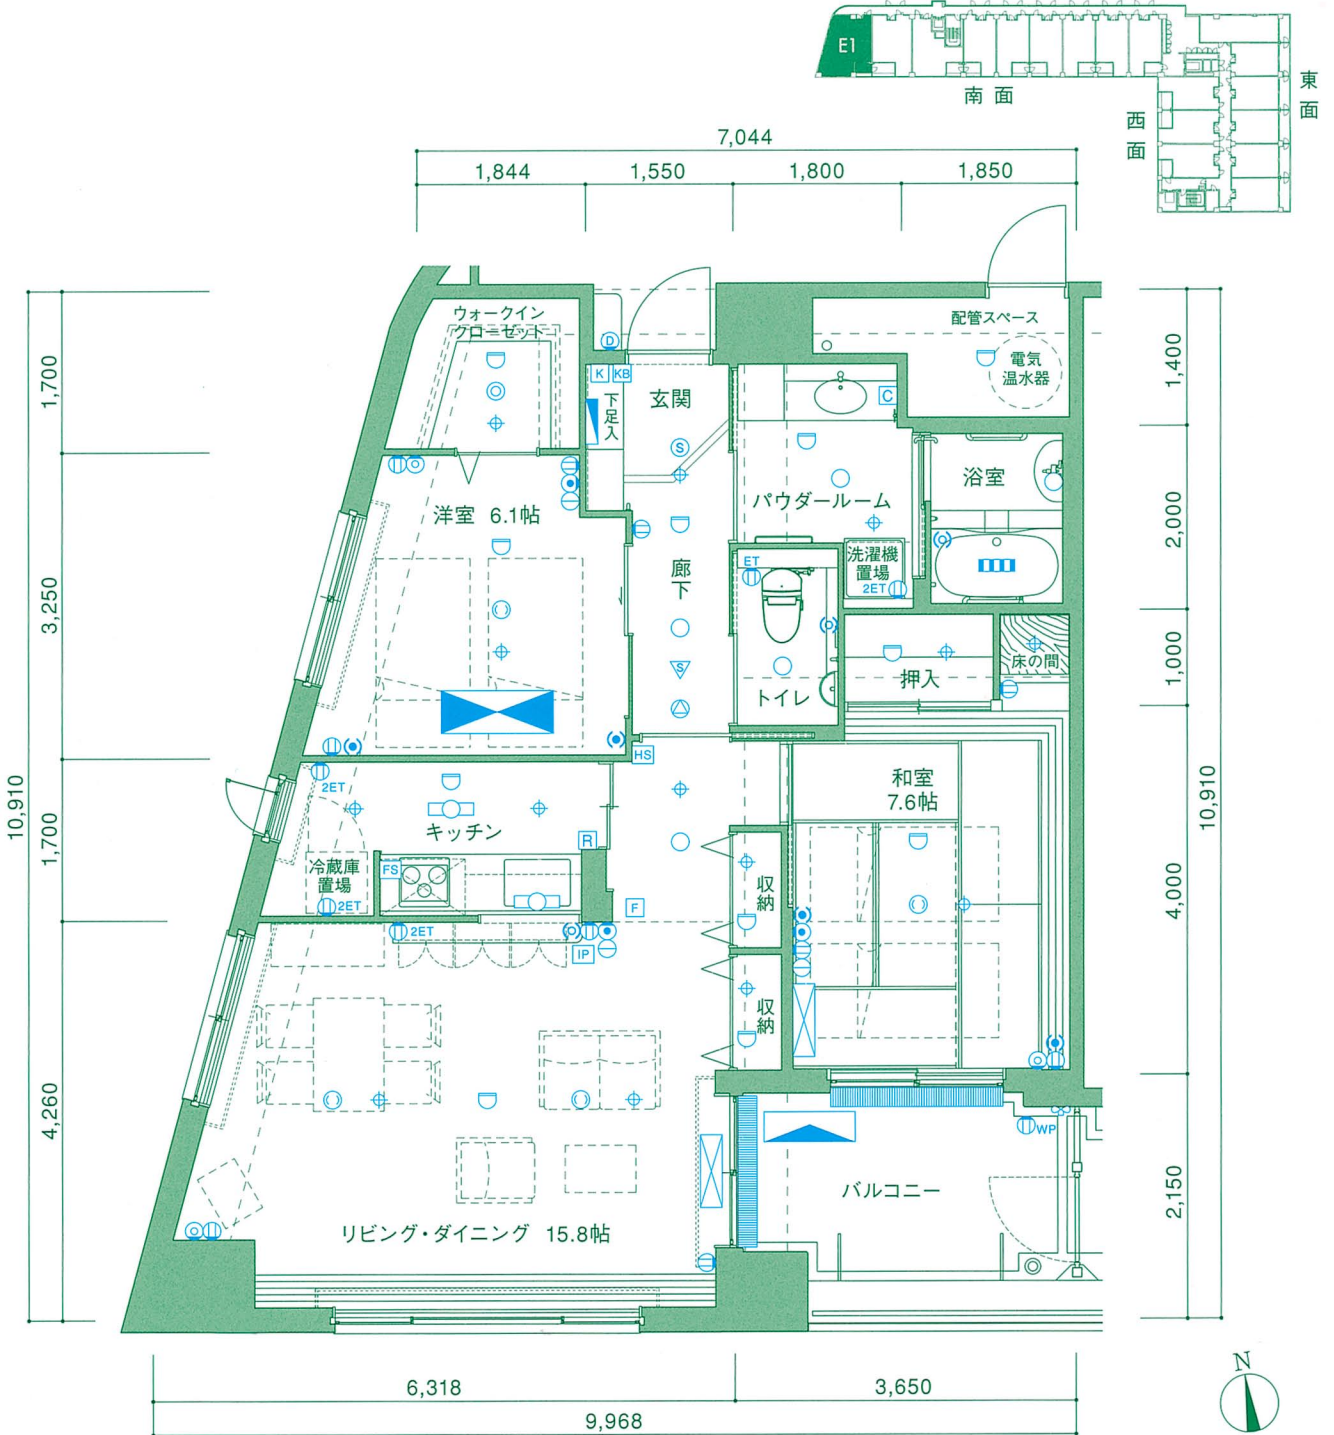 E1
南面
西面
東面
7,044
1,844
1,550
1,800
1,850
ウォークイン
クローゼット
配管スペース
電気
温水器
D
K
KB
下足入
玄関
C
S
浴室
洋室 6.1帖
パウダールーム
廊下
ET
洗濯機
置場
2ET
S
トイレ
押入
床の間
HS
和室
7.6帖
2ET
キッチン
R
冷蔵庫
置場
2ET
FS
F
収納
2ET
IP
収納
WP
バルコニー
リビング・ダイニング 15.8帖
1,700
3,250
1,700
4,260
10,910
1,400
2,000
1,000
4,000
2,150
10,910
6,318
3,650
9,968
N